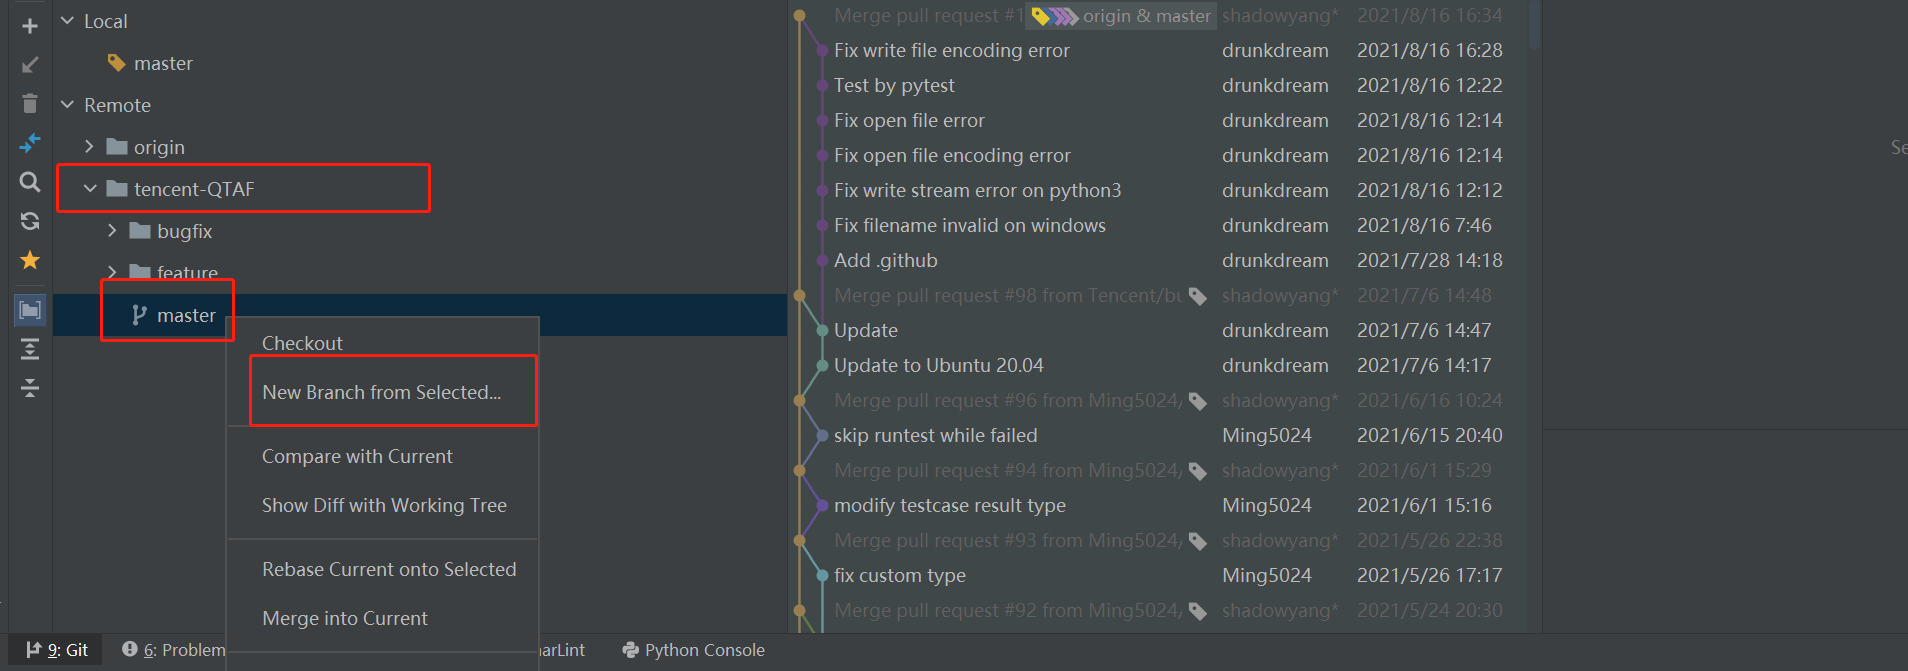 Local
master
Remote
origin
tencent-QTAF
bugfix
feature
master
Checkout
New Branch from Selected...
Compare with Current
Show Diff with Working Tree
Rebase Current onto Selected
Merge into Current
Merge pull request #1 origin & master shadowyang* 2021/8/16 16:34
Fix write file encoding error drunkdream 2021/8/16 16:28
Test by pytest drunkdream 2021/8/16 12:22
Fix open file error drunkdream 2021/8/16 12:14
Fix open file encoding error drunkdream 2021/8/16 12:14
Fix write stream error on python3 drunkdream 2021/8/16 12:12
Fix filename invalid on windows drunkdream 2021/8/16 7:46
Add .github drunkdream 2021/7/28 14:18
Merge pull request #98 from Tencent/bu shadowyang* 2021/7/6 14:48
Update drunkdream 2021/7/6 14:47
Update to Ubuntu 20.04 drunkdream 2021/7/6 14:17
Merge pull request #96 from Ming5024/ shadowyang* 2021/6/16 10:24
skip runtest while failed Ming5024 2021/6/15 20:40
Merge pull request #94 from Ming5024/ shadowyang* 2021/6/1 15:29
modify testcase result type Ming5024 2021/6/1 15:16
Merge pull request #93 from Ming5024/ shadowyang* 2021/5/26 22:38
fix custom type Ming5024 2021/5/26 17:17
Merge pull request #92 from Ming5024/ shadowyang* 2021/5/24 20:30
Se
9: Git 6: Problem arLint Python Console